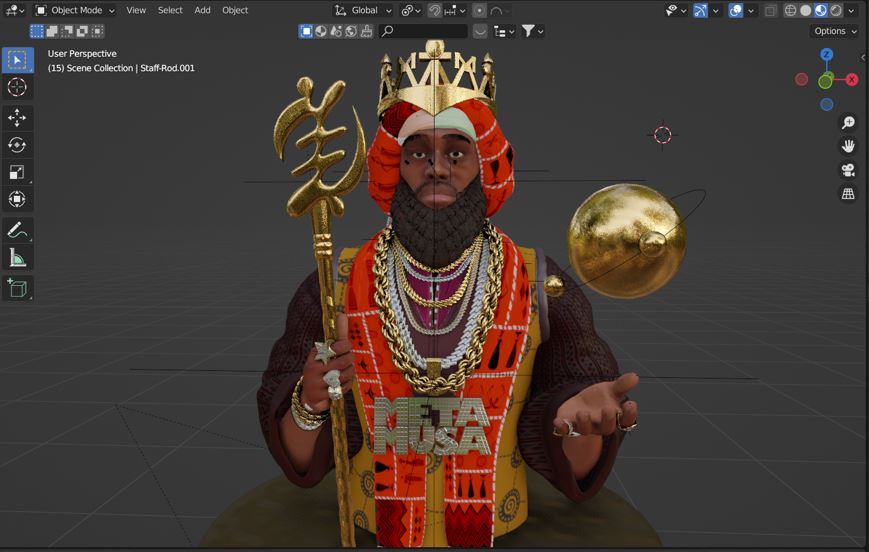 Object Mode View Select Add Object Global
Options
User Perspective
(15) Scene Collection | Staff-Rod.001
Z
X
META
MUSA